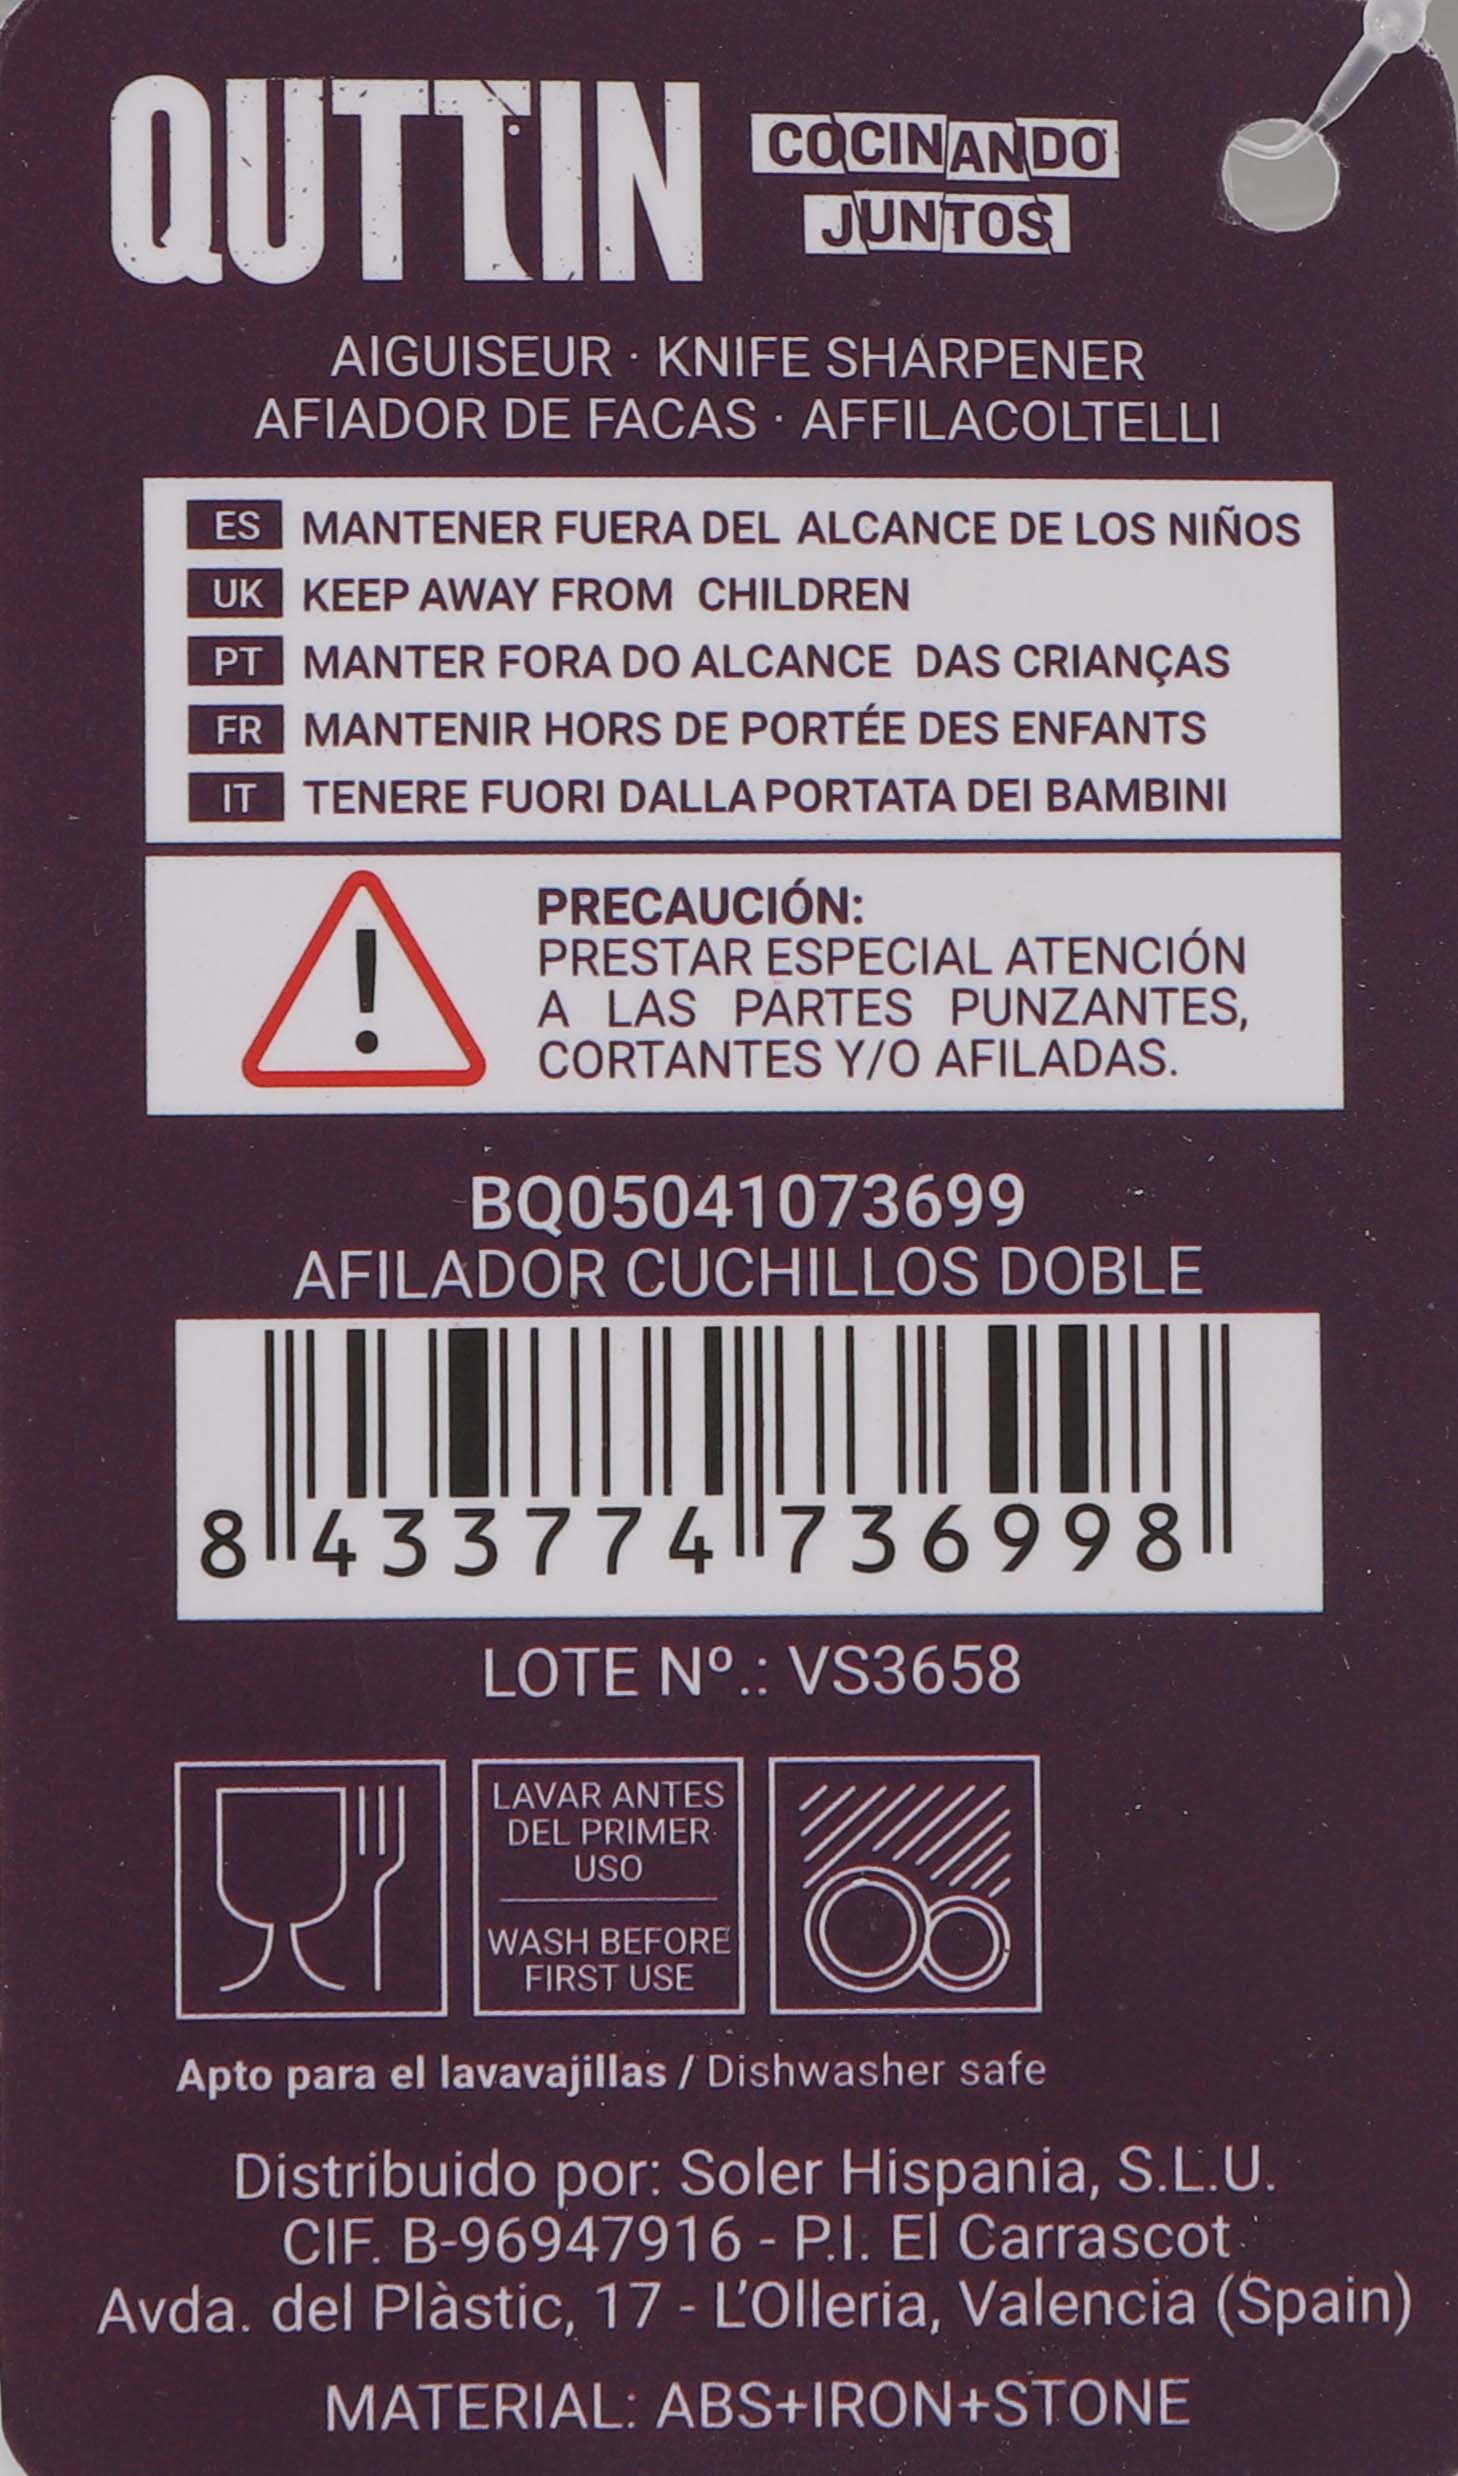 QUTTIN
COCINANDO
JUNTOS
AIGUISEUR · KNIFE SHARPENER
AFIADOR DE FACAS · AFFILACOLTELLI
ES MANTENER FUERA DEL ALCANCE DE LOS NIÑOS
UK KEEP AWAY FROM CHILDREN
PT MANTER FORA DO ALCANCE DAS CRIANÇAS
FR MANTENIR HORS DE PORTÉE DES ENFANTS
IT TENERE FUORI DALLA PORTATA DEI BAMBINI
PRECAUCIÓN:
PRESTAR ESPECIAL ATENCIÓN
A LAS PARTES PUNZANTES,
CORTANTES Y/O AFILADAS.
BQ05041073699
AFILADOR CUCHILLOS DOBLE
8 433774 736998
LOTE Nº.: VS3658
LAVAR ANTES
DEL PRIMER
USO
WASH BEFORE
FIRST USE
Apto para el lavavajillas / Dishwasher safe
Distribuido por: Soler Hispania, S.L.U.
CIF. B-96947916 - P.I. El Carrascot
Avda. del Plàstic, 17 - L'Olleria, Valencia (Spain)
MATERIAL: ABS+IRON+STONE